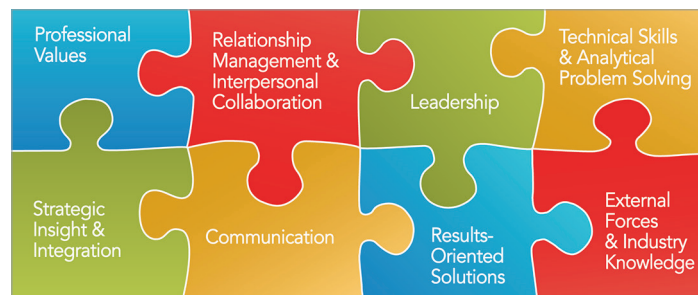 Professional
Values
Relationship
Management &
Interpersonal
Collaboration
Leadership
Technical Skills
& Analytical
Problem Solving
Strategic
Insight &
Integration
Communication
Results-
Oriented
Solutions
External
Forces
& Industry
Knowledge